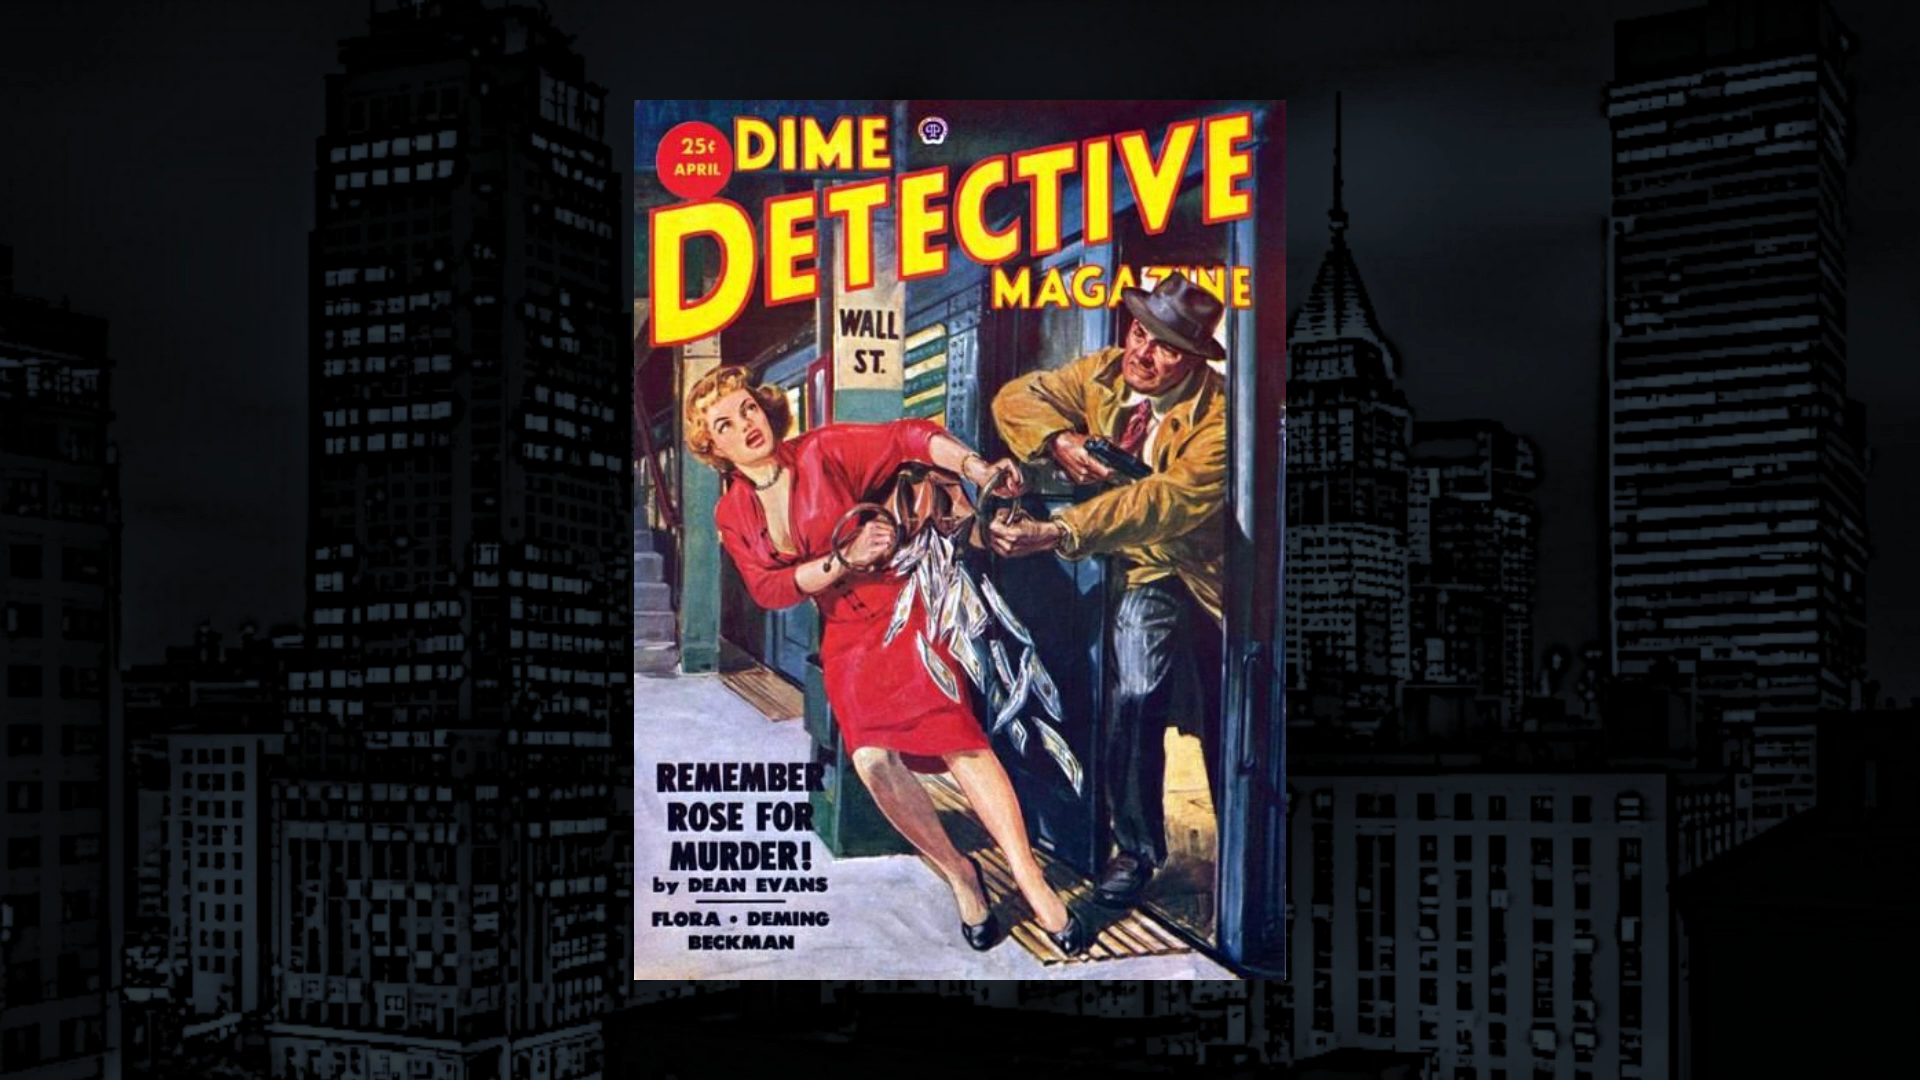 25¢
APRIL
DIME
DETECTIVE
MAGAZINE
WALL
ST.
REMEMBER
ROSE FOR
MURDER!
by DEAN EVANS
FLORA • DEMING
BECKMAN